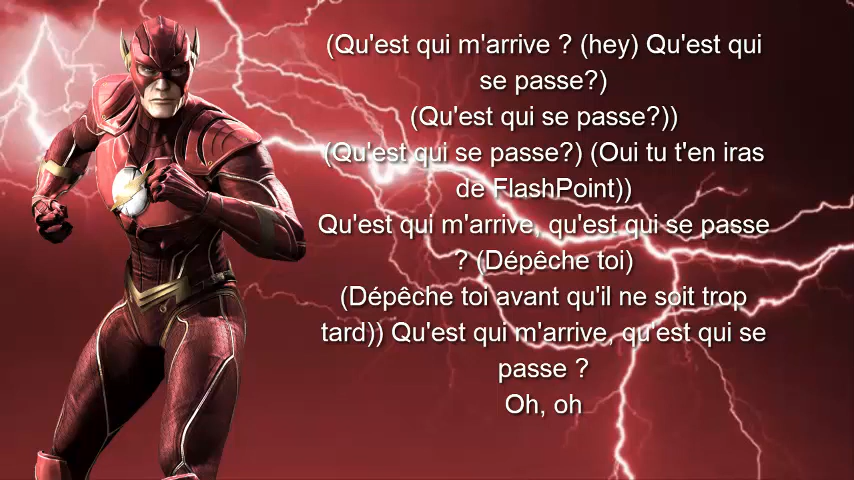 (Qu'est qui m'arrive ? (hey) Qu'est qui
se passe?)
(Qu'est qui se passe?))
(Qu'est qui se passe?) (Oui tu t'en iras
de FlashPoint))
Qu'est qui m'arrive, qu'est qui se passe
? (Dépêche toi)
(Dépêche toi avant qu'il ne soit trop
tard)) Qu'est qui m'arrive, qu'est qui se
passe ?
Oh, oh